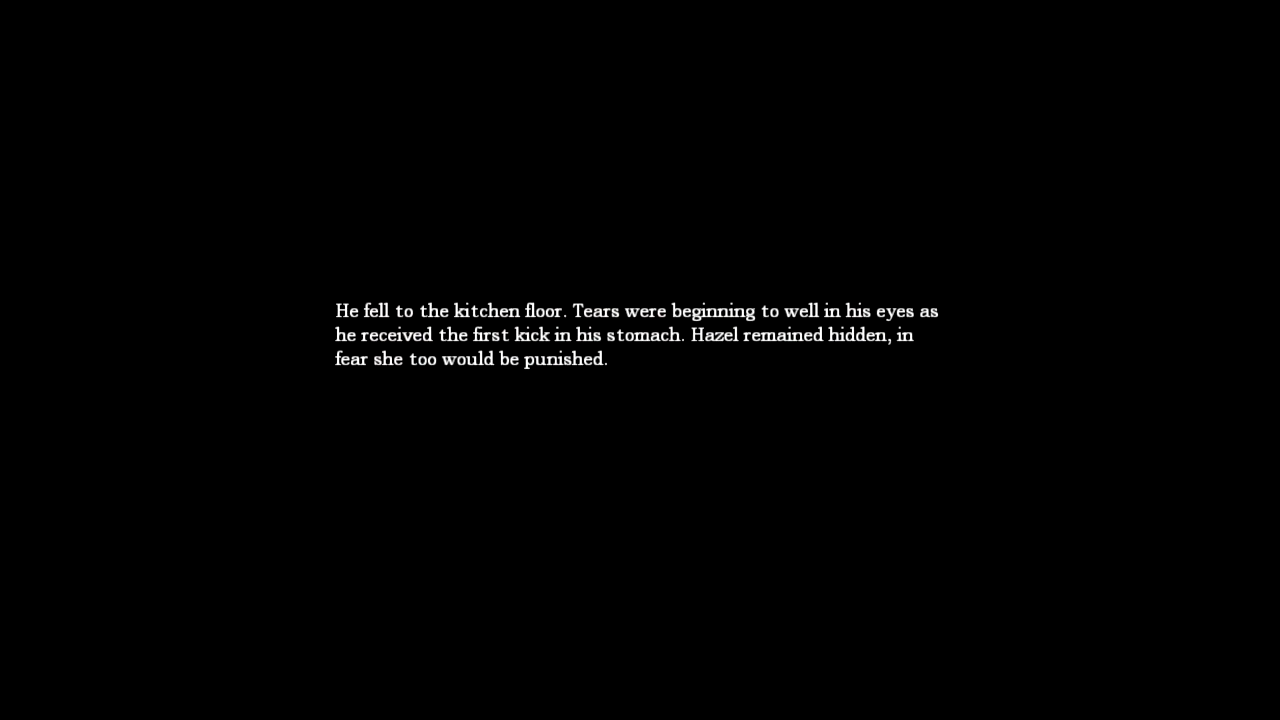 He fell to the kitchen floor. Tears were beginning to well in his eyes as
he received the first kick in his stomach. Hazel remained hidden, in
fear she too would be punished.